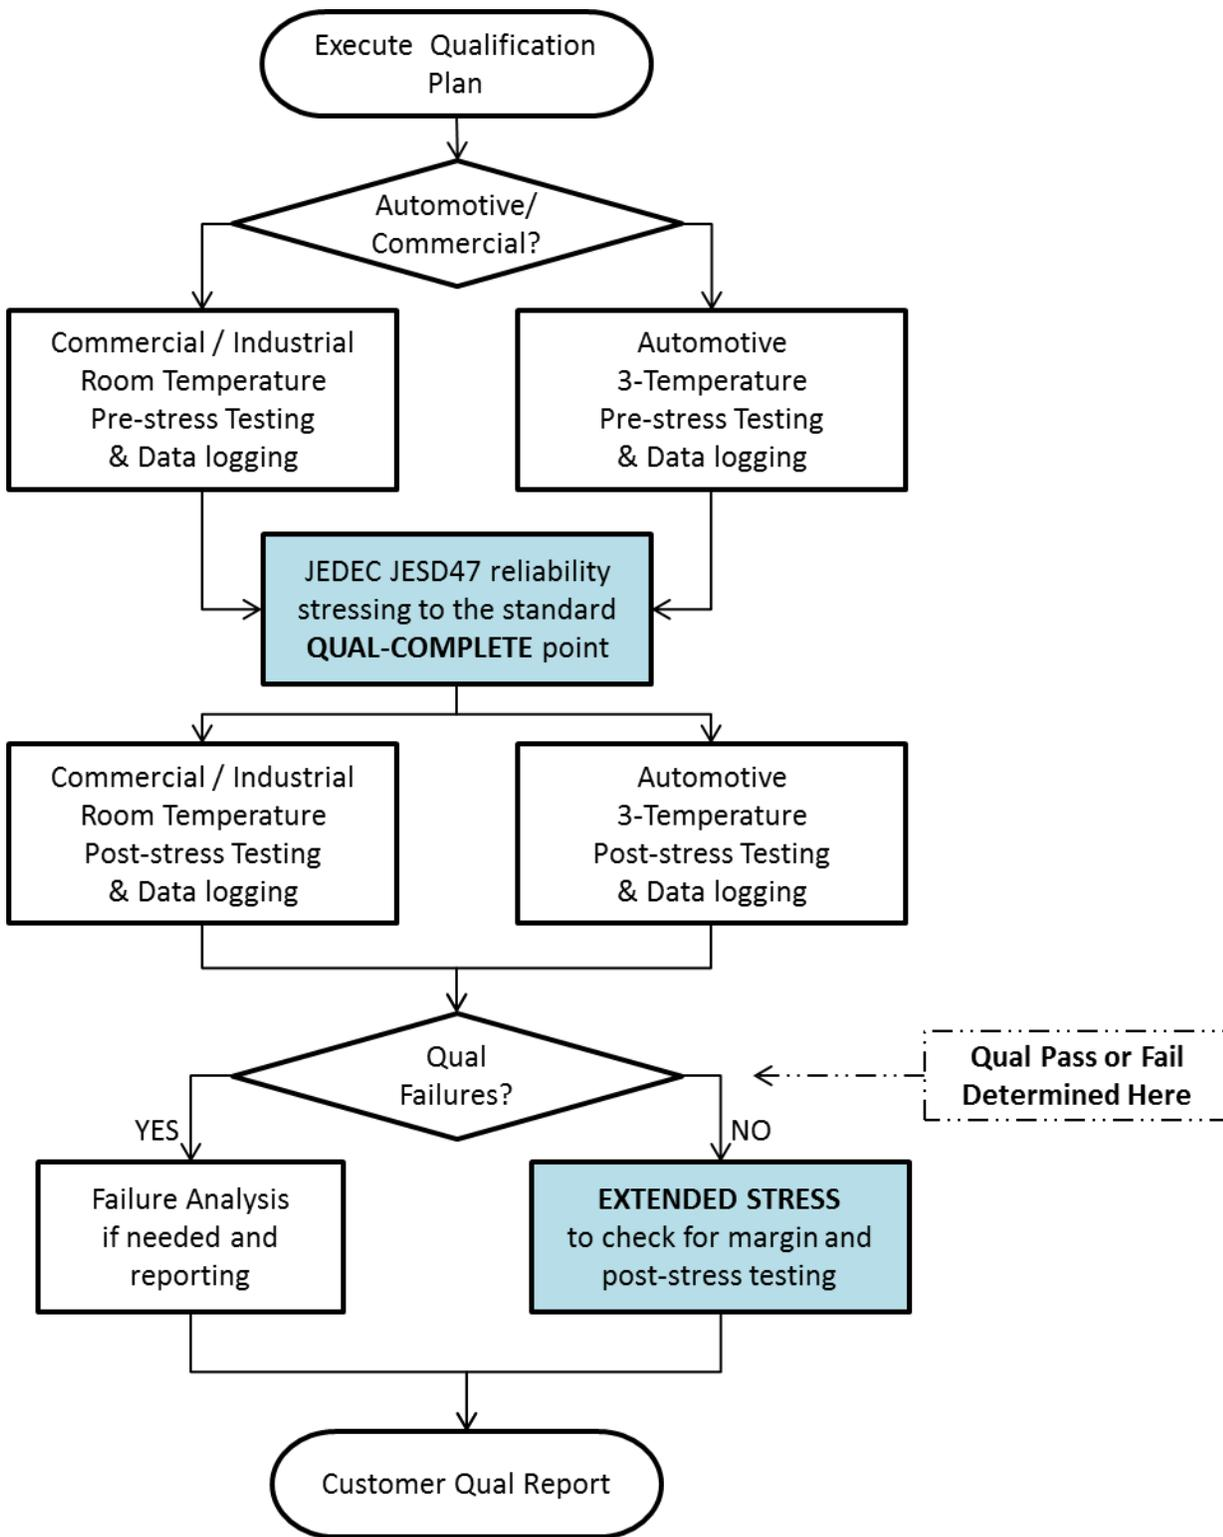 Execute Qualification
Plan
Automotive/
Commercial?
Commercial / Industrial
Room Temperature
Pre-stress Testing
& Data logging
Automotive
3-Temperature
Pre-stress Testing
& Data logging
JEDEC JESD47 reliability
stressing to the standard
QUAL-COMPLETE point
Commercial / Industrial
Room Temperature
Post-stress Testing
& Data logging
Automotive
3-Temperature
Post-stress Testing
& Data logging
Qual
Failures?
Qual Pass or Fail
Determined Here
YES
NO
Failure Analysis
if needed and
reporting
EXTENDED STRESS
to check for margin and
post-stress testing
Customer Qual Report